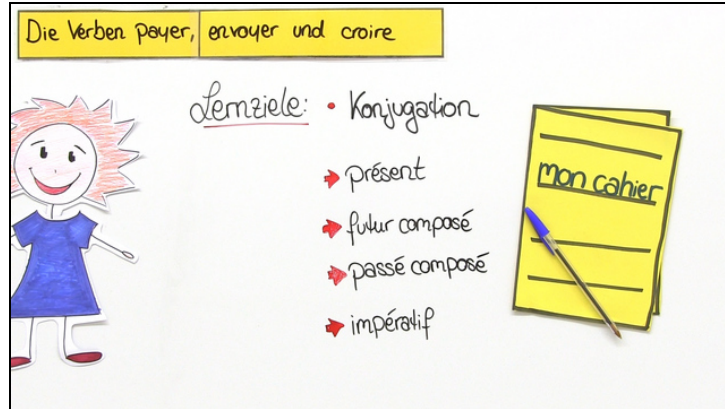 Die Verben payer, envoyer und croire
Lernziele: • Konjugation
présent
futur composé
passé composé
impératif
mon cahier